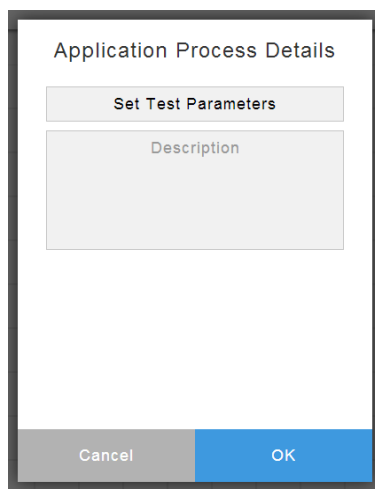 Application Process Details
Set Test Parameters
Description
Cancel OK